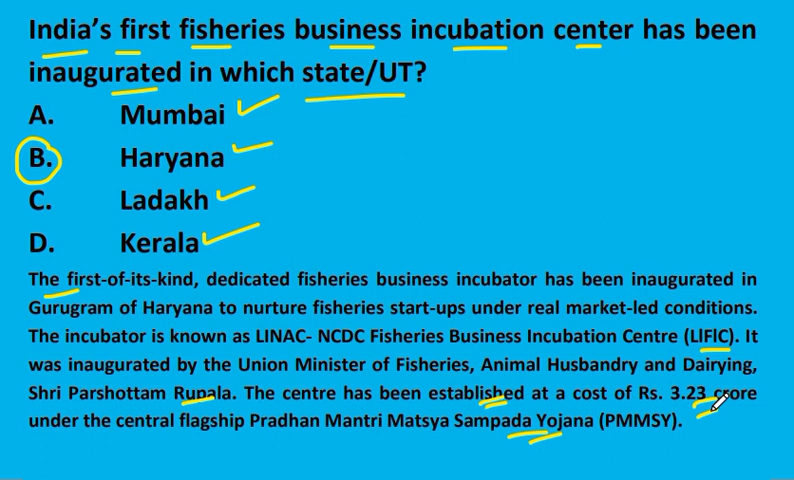 India's first fisheries business incubation center has been
inaugurated in which state/UT?
A. Mumbai
B. Haryana
C. Ladakh
D. Kerala
The first-of-its-kind, dedicated fisheries business incubator has been inaugurated in
Gurugram of Haryana to nurture fisheries start-ups under real market-led conditions.
The incubator is known as LINAC- NCDC Fisheries Business Incubation Centre (LIFIC). It
was inaugurated by the Union Minister of Fisheries, Animal Husbandry and Dairying,
Shri Parshottam Rupala. The centre has been established at a cost of Rs. 3.23 crore
under the central flagship Pradhan Mantri Matsya Sampada Yojana (PMMSY).